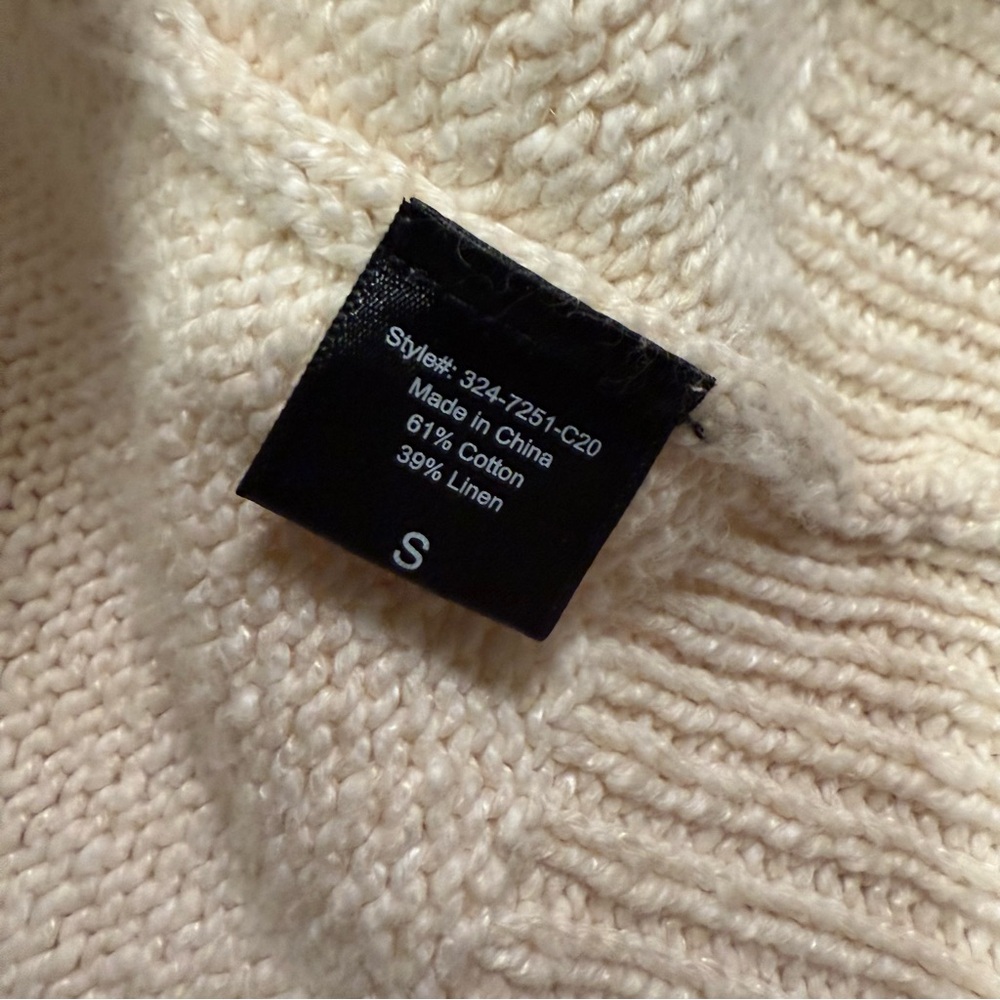 Style#: 324-7251-C20
Made in China
61% Cotton
39% Linen
S